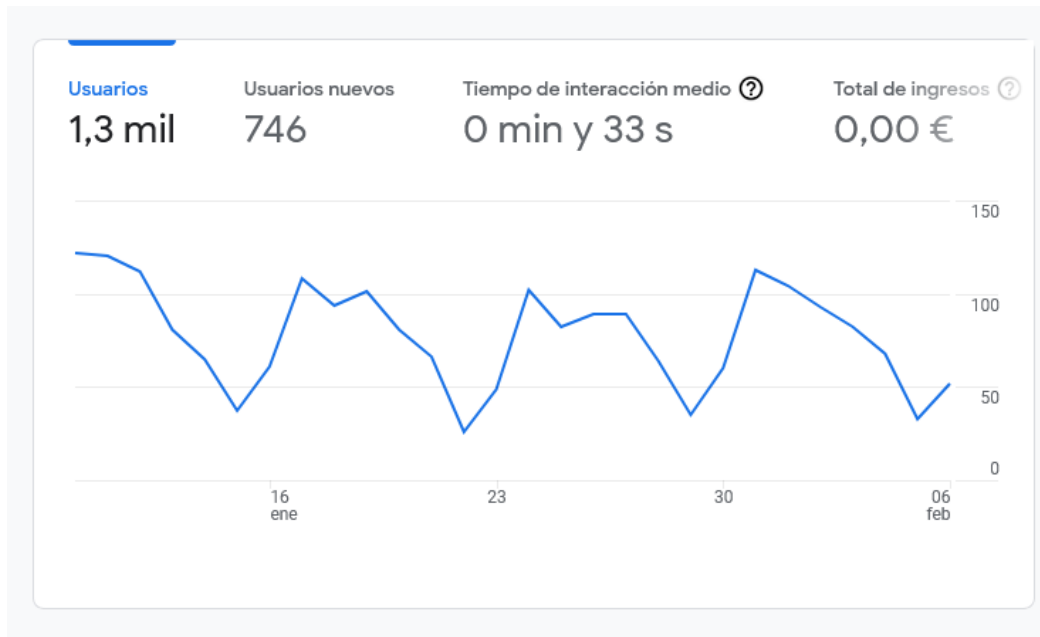 Usuarios
1,3 mil
Usuarios nuevos
746
Tiempo de interacción medio ?
0 min y 33 s
Total de ingresos ?
0,00 €
150
100
50
0
16
ene
23
30
06
feb